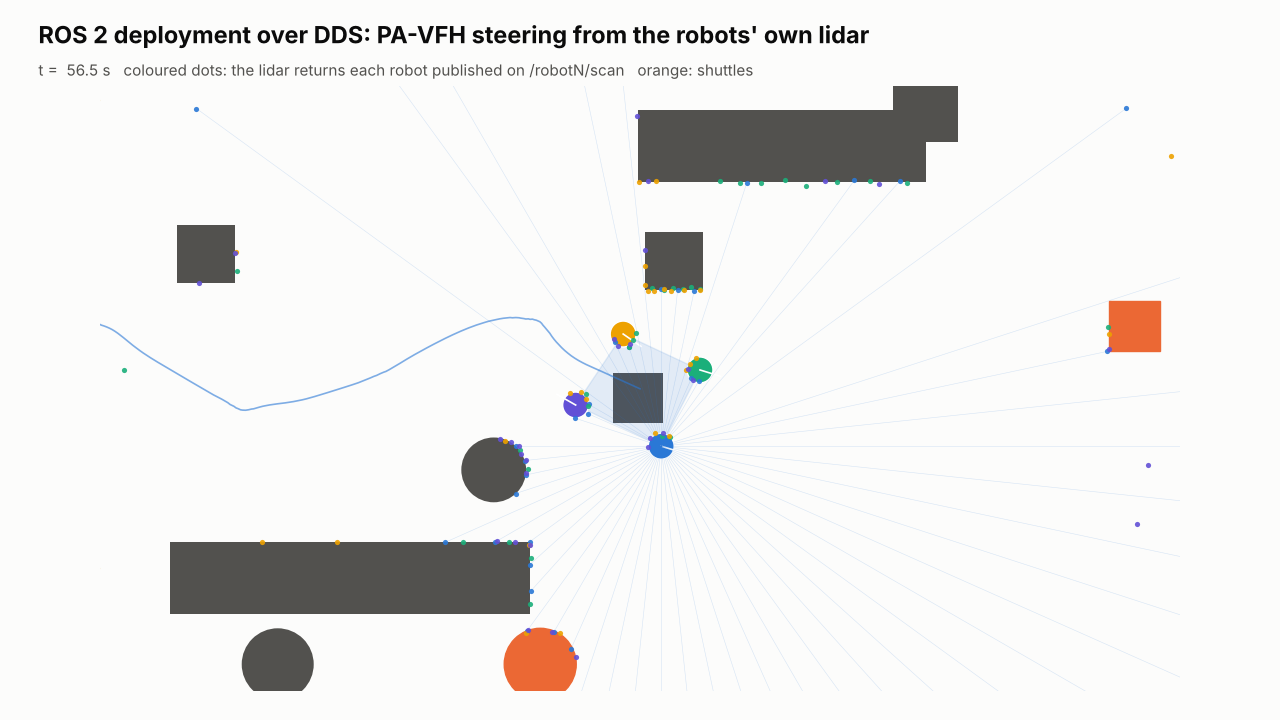 ROS 2 deployment over DDS: PA-VFH steering from the robots' own lidar
t =  56.5 s   coloured dots: the lidar returns each robot published on /robotN/scan   orange: shuttles